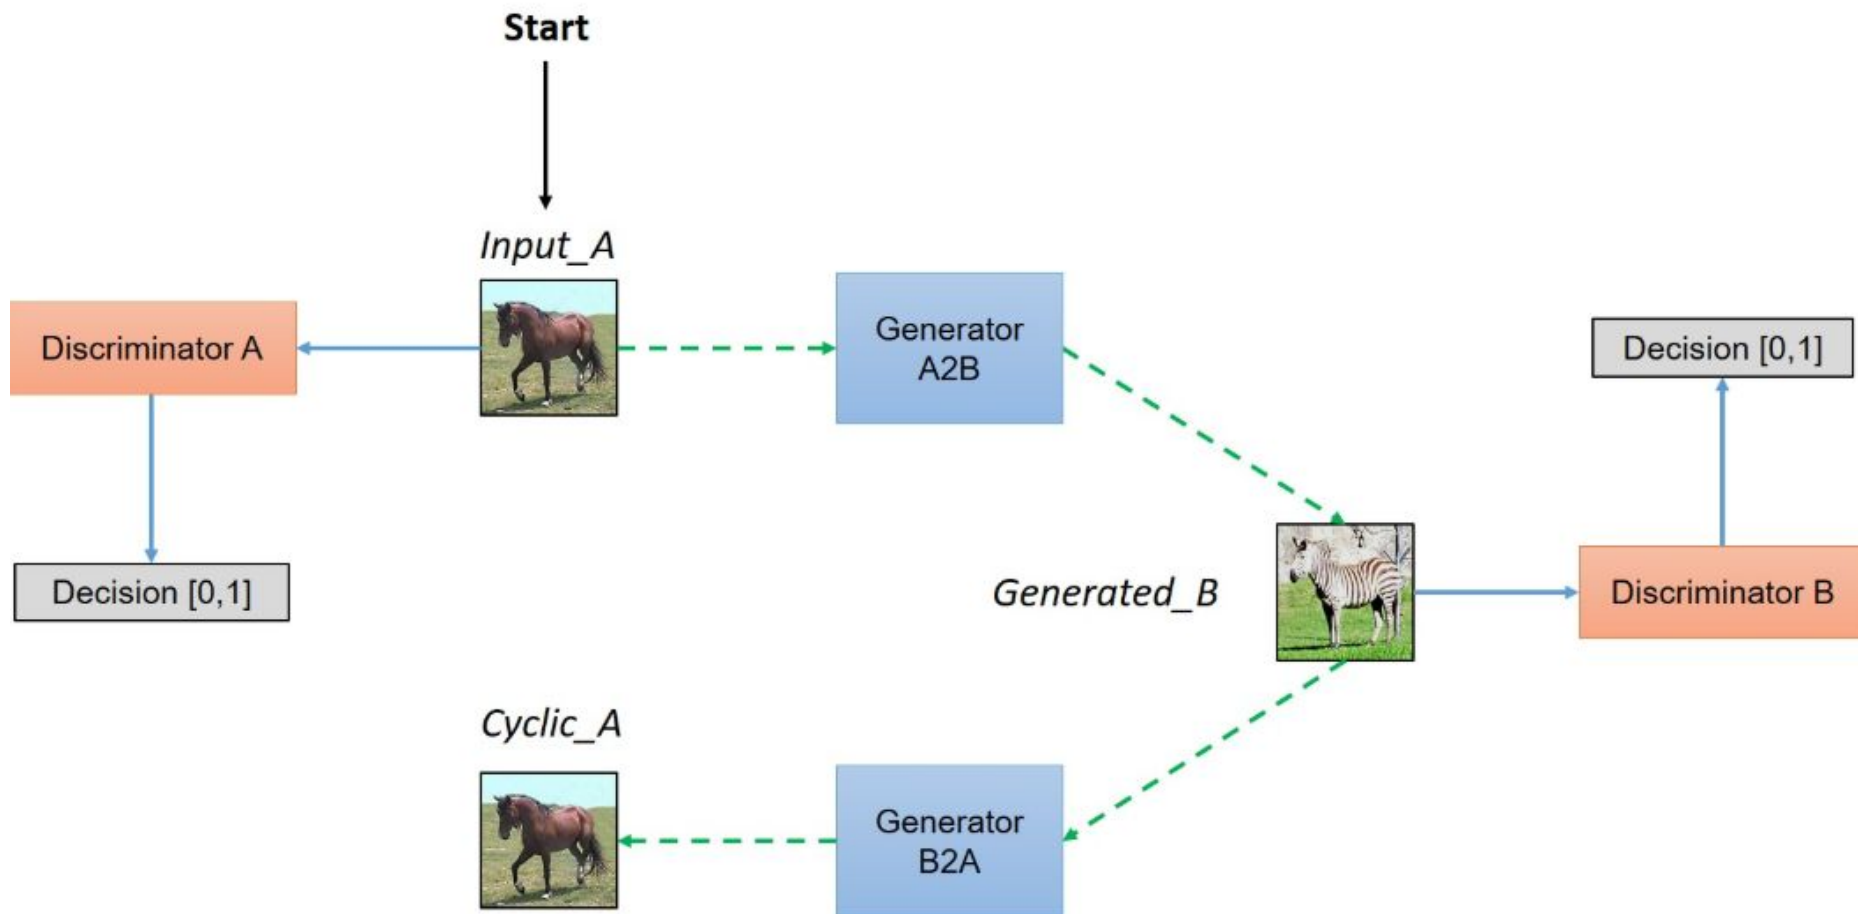 Start
Input_A
Discriminator A
Generator
A2B
Decision [0,1]
Decision [0,1]
Generated_B
Discriminator B
Cyclic_A
Generator
B2A